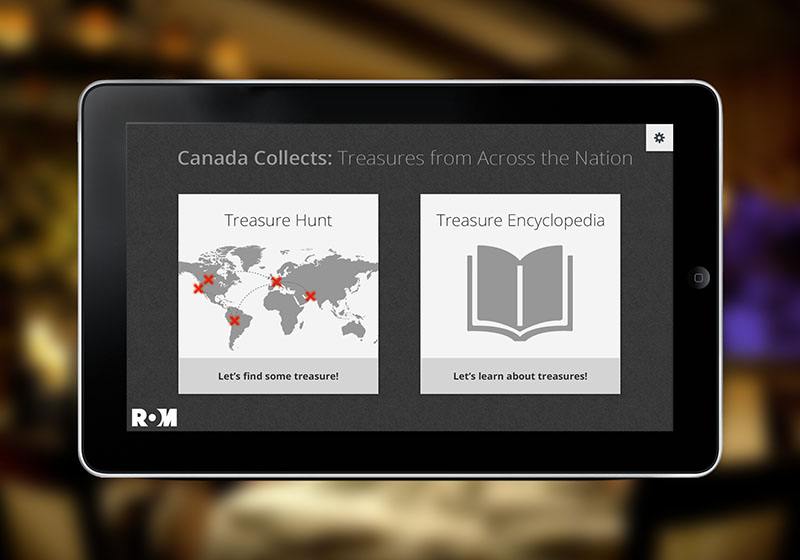 Canada Collects: Treasures from Across the Nation
Treasure Hunt
Treasure Encyclopedia
Let's find some treasure!
Let's learn about treasures!
ROM